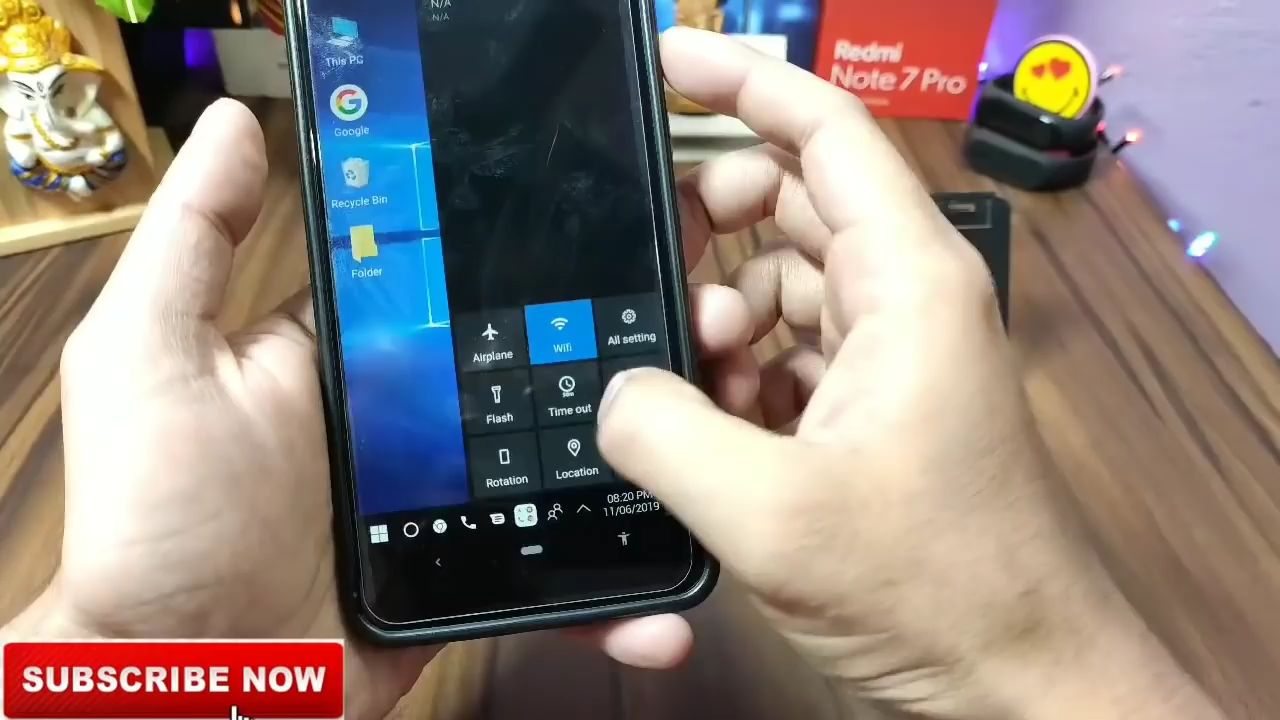 N/A
N/A
This PC
Google
Recycle Bin
Folder
Redmi
Note 7 Pro
Airplane
Wifi
All setting
Flash
Time out
Rotation
Location
08:20 PM
11/06/2019
SUBSCRIBE NOW